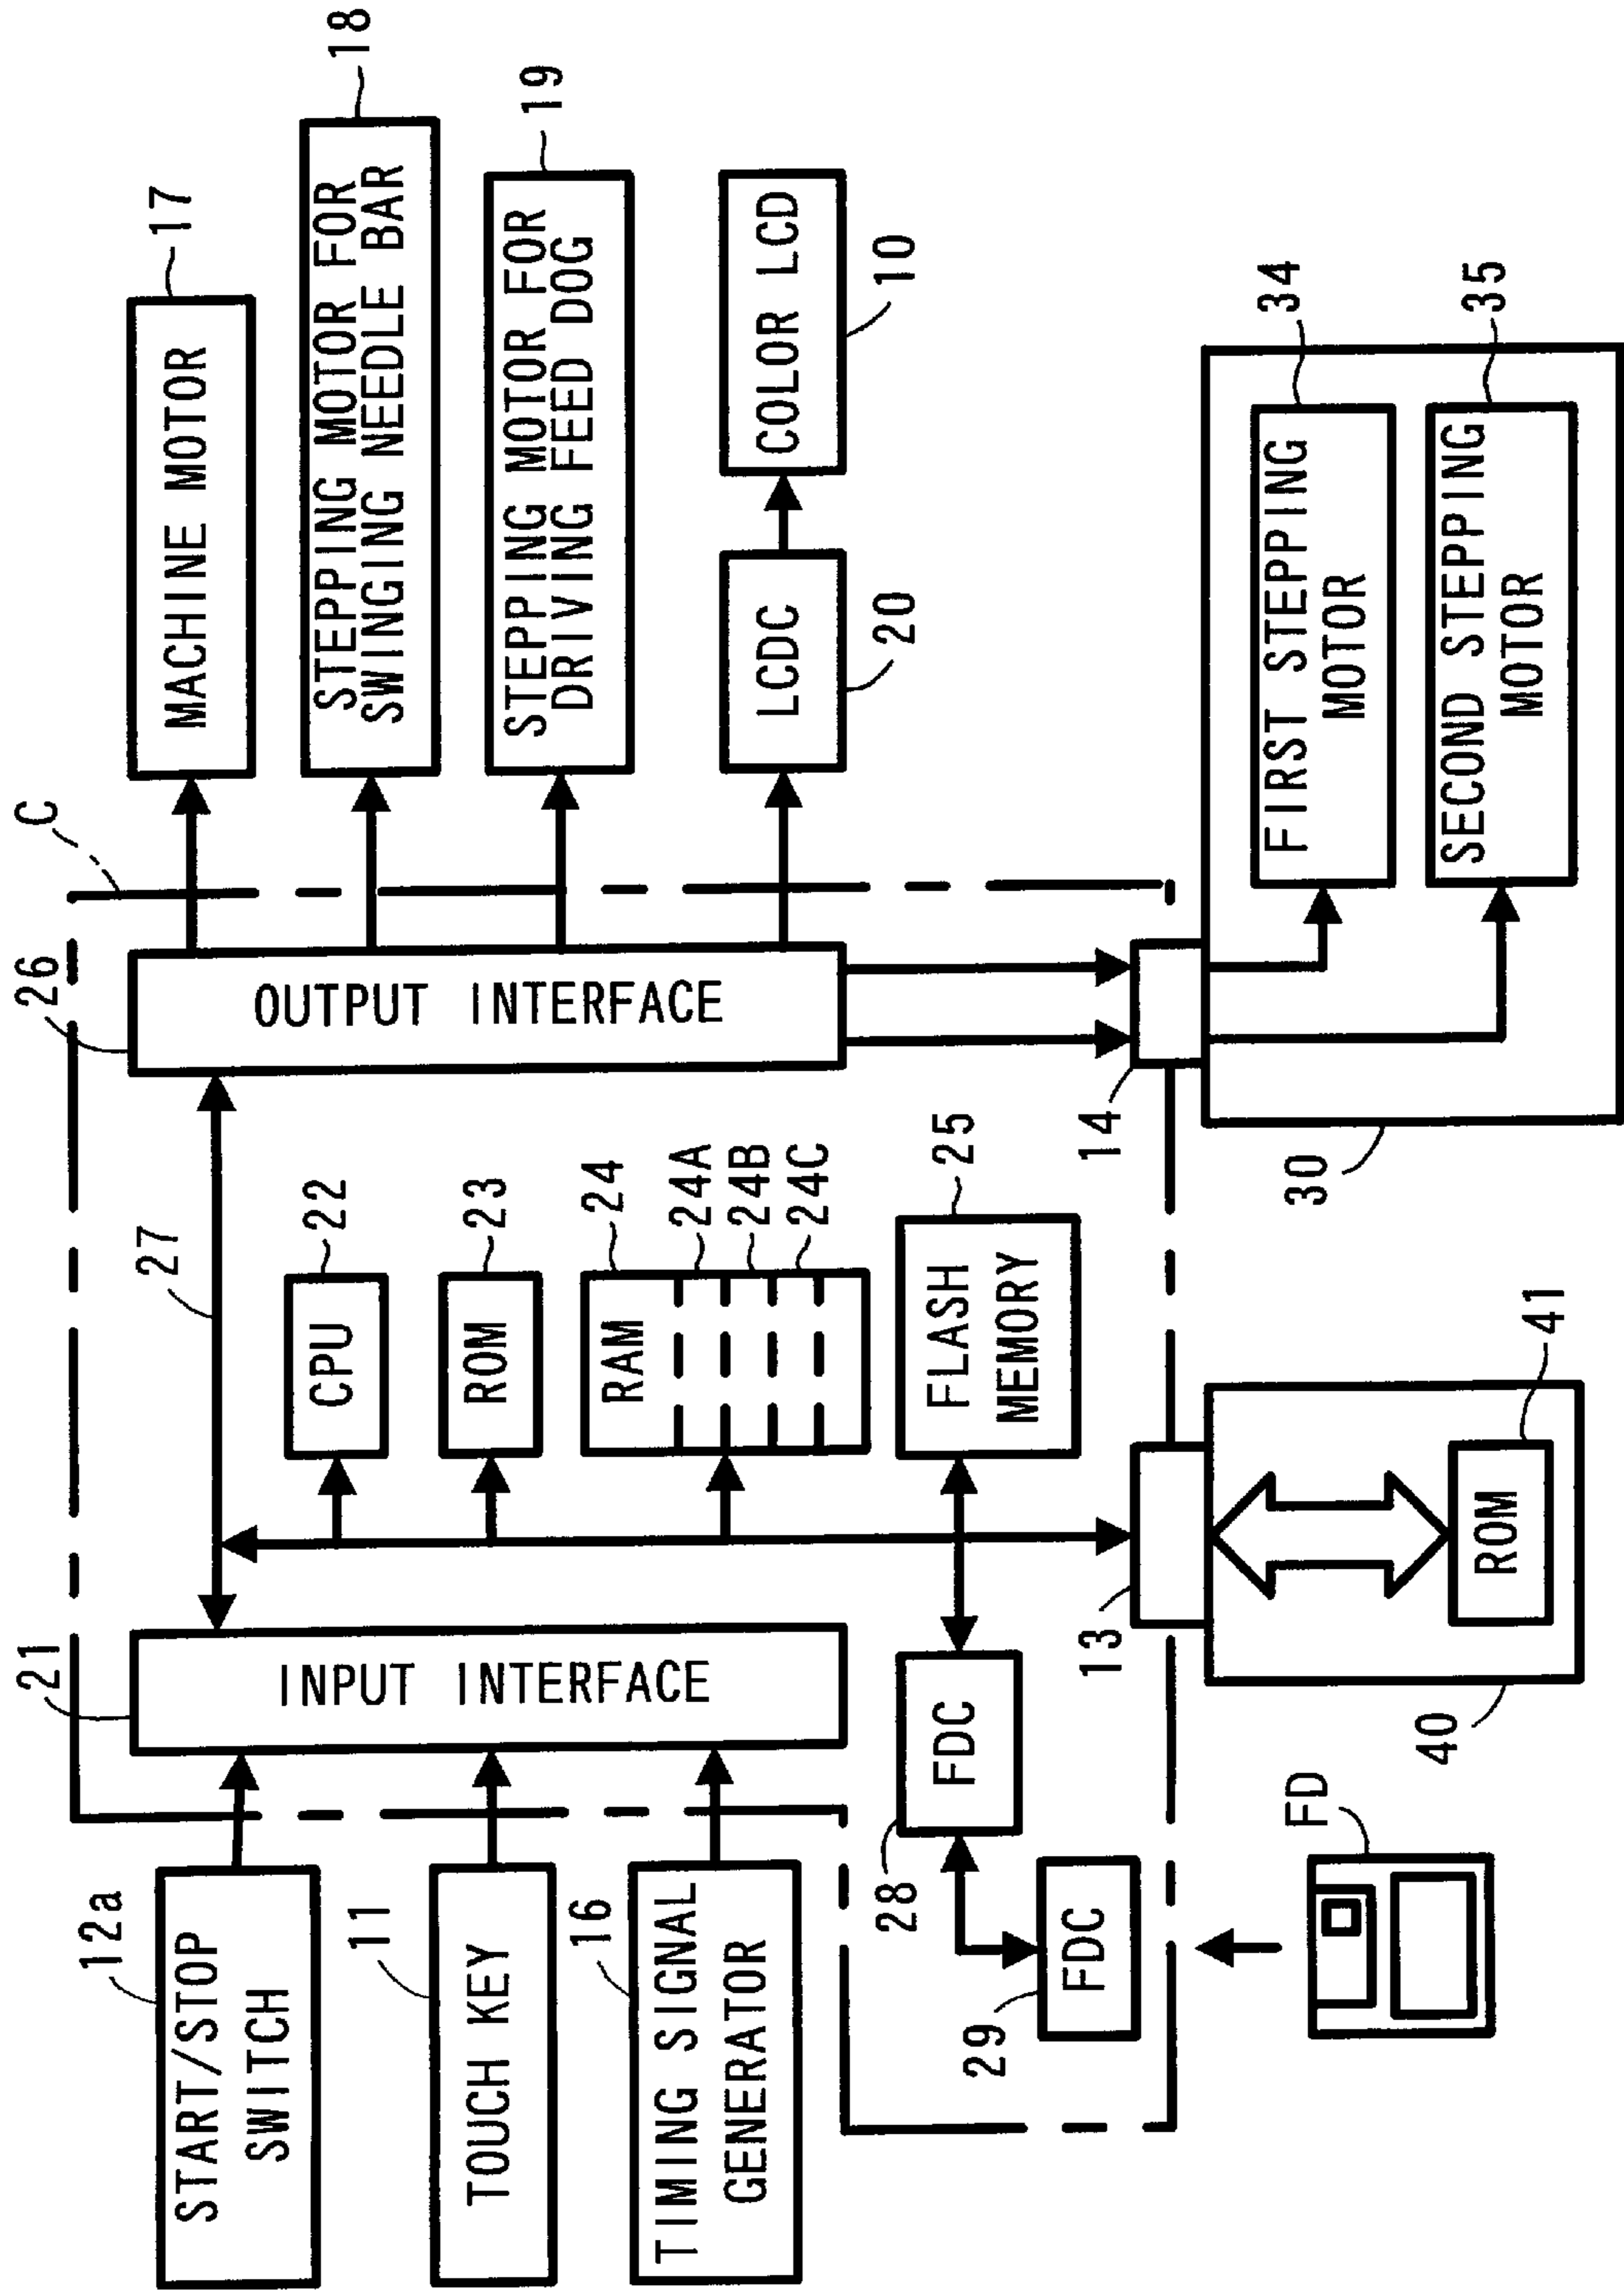 12a
START/STOP
SWITCH
11
TOUCH KEY
16
TIMING SIGNAL
GENERATOR
21
INPUT INTERFACE
27
22
CPU
23
ROM
24
RAM
24A
24B
24C
25
FLASH
MEMORY
28
FDC
29
FDC
FD
13
40
ROM
41
26
OUTPUT INTERFACE
C
17
MACHINE MOTOR
18
STEPPING MOTOR FOR
SWINGING NEEDLE BAR
19
STEPPING MOTOR FOR
DRIVING FEED DOG
LCDC
20
COLOR LCD
10
14
30
34
FIRST STEPPING
MOTOR
35
SECOND STEPPING
MOTOR